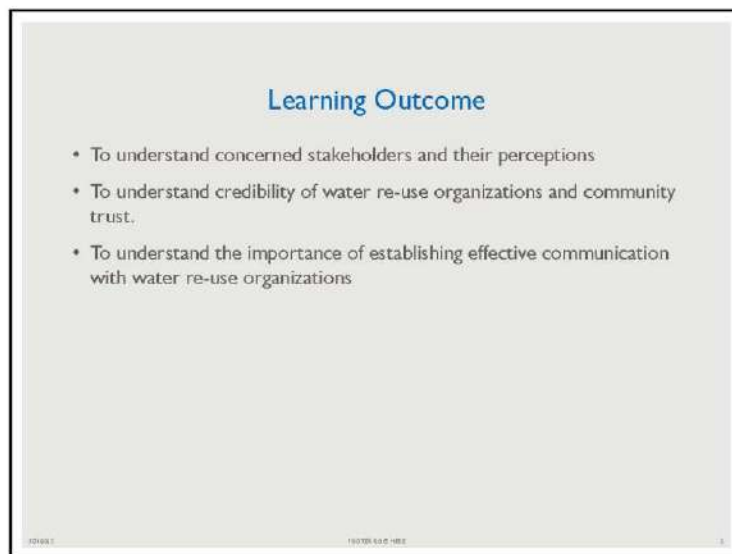 Learning Outcome
• To understand concerned stakeholders and their perceptions
• To understand credibility of water re-use organizations and community
trust.
• To understand the importance of establishing effective communication
with water re-use organizations